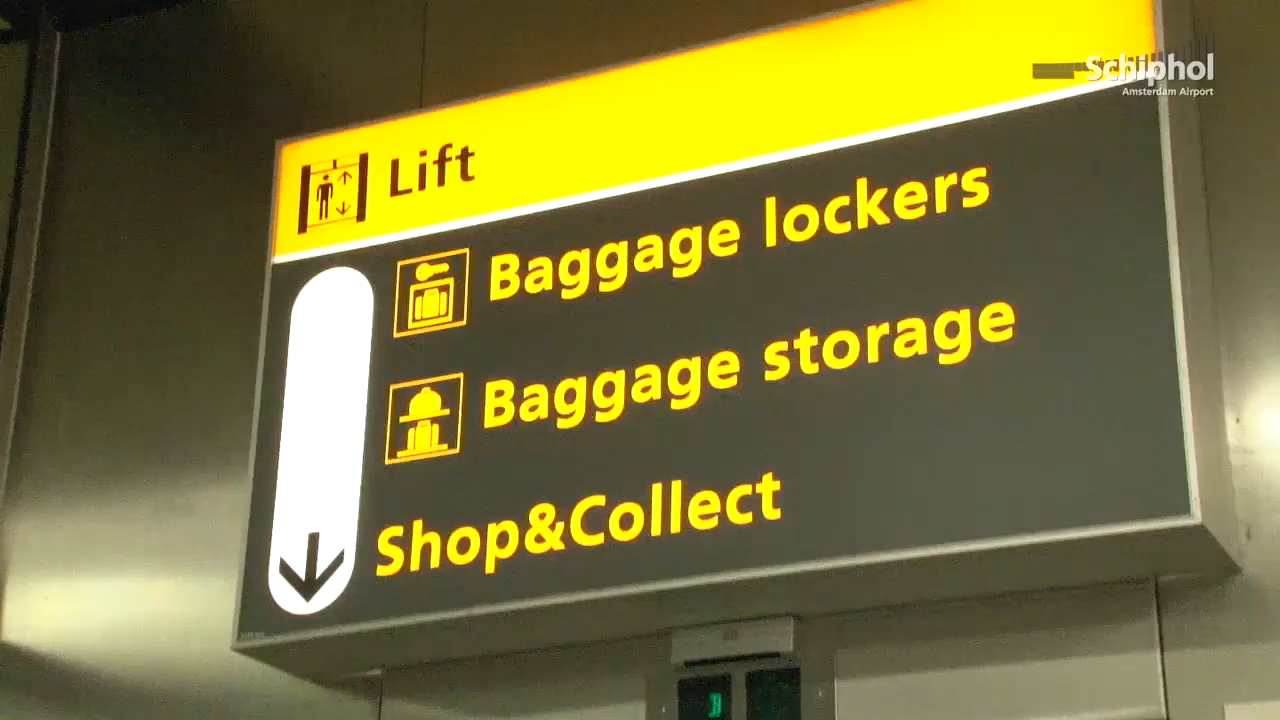 Schiphol
Amsterdam Airport
Lift
Baggage lockers
Baggage storage
Shop&Collect